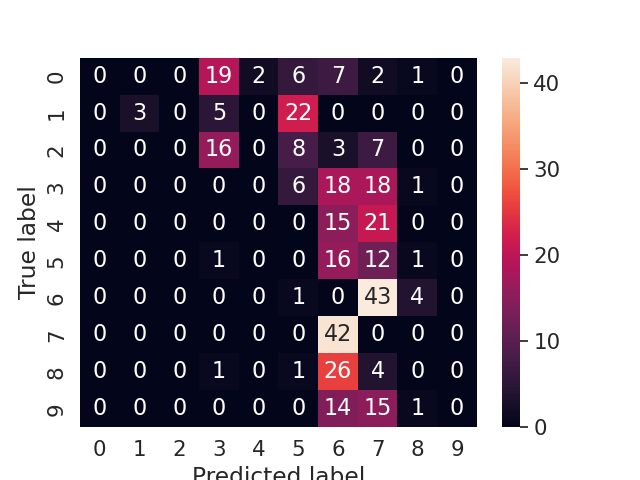 0 0 0 0 19 2 6 7 2 1 0
1 0 3 0 5 0 22 0 0 0 0
2 0 0 0 16 0 8 3 7 0 0
3 0 0 0 0 0 6 18 18 1 0
4 0 0 0 0 0 0 15 21 0 0
5 0 0 0 1 0 0 16 12 1 0
6 0 0 0 0 0 1 0 43 4 0
7 0 0 0 0 0 0 42 0 0 0
8 0 0 0 1 0 1 26 4 0 0
9 0 0 0 0 0 0 14 15 1 0
0 1 2 3 4 5 6 7 8 9
True label
Predicted label
40
30
20
10
0